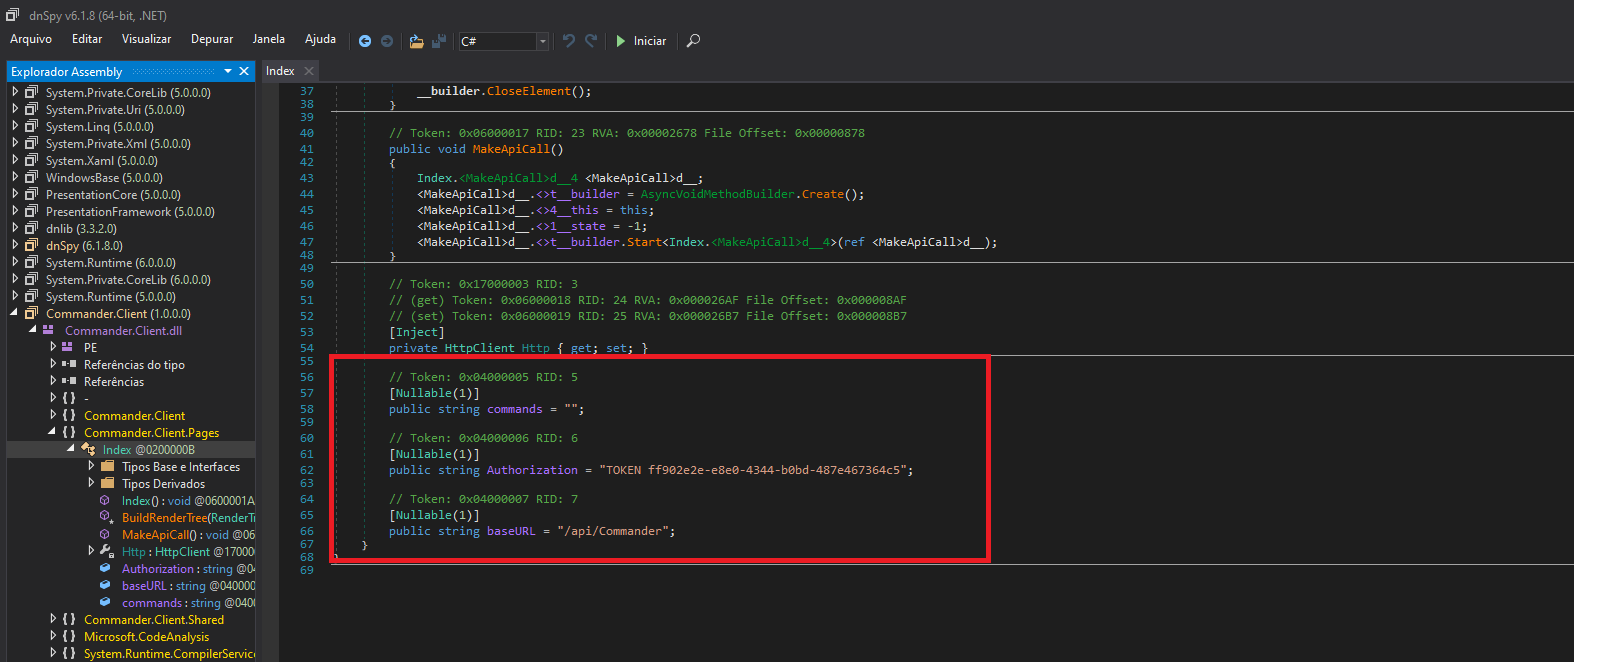 dnSpy v6.1.8 (64-bit, .NET)
Arquivo Editar Visualizar Depurar Janela Ajuda C# Iniciar
Explorador Assembly
System.Private.CoreLib (5.0.0.0)
System.Private.Uri (5.0.0.0)
System.Linq (5.0.0.0)
System.Private.Xml (5.0.0.0)
System.Xaml (5.0.0.0)
WindowsBase (5.0.0.0)
PresentationCore (5.0.0.0)
PresentationFramework (5.0.0.0)
dnlib (3.3.2.0)
dnSpy (6.1.8.0)
System.Runtime (6.0.0.0)
System.Private.CoreLib (6.0.0.0)
System.Runtime (5.0.0.0)
Commander.Client (1.0.0.0)
Commander.Client.dll
PE
Referências do tipo
Referências
{ } -
{ } Commander.Client
{ } Commander.Client.Pages
Index @0200000B
Tipos Base e Interfaces
Tipos Derivados
Index() : void @0600001A
BuildRenderTree(RenderTr
MakeApiCall() : void @06
Http : HttpClient @17000
Authorization : string @04
baseURL : string @040000
commands : string @0400
{ } Commander.Client.Shared
{ } Microsoft.CodeAnalysis
{ } System.Runtime.CompilerServic
Index
37 __builder.CloseElement();
38 }
39
40 // Token: 0x06000017 RID: 23 RVA: 0x00002678 File Offset: 0x00000878
41 public void MakeApiCall()
42 {
43 Index.<MakeApiCall>d__4 <MakeApiCall>d__;
44 <MakeApiCall>d__.<>t__builder = AsyncVoidMethodBuilder.Create();
45 <MakeApiCall>d__.<>4__this = this;
46 <MakeApiCall>d__.<>1__state = -1;
47 <MakeApiCall>d__.<>t__builder.Start<Index.<MakeApiCall>d__4>(ref <MakeApiCall>d__);
48 }
49
50 // Token: 0x17000003 RID: 3
51 // (get) Token: 0x06000018 RID: 24 RVA: 0x000026AF File Offset: 0x000008AF
52 // (set) Token: 0x06000019 RID: 25 RVA: 0x000026B7 File Offset: 0x000008B7
53 [Inject]
54 private HttpClient Http { get; set; }
55
56 // Token: 0x04000005 RID: 5
57 [Nullable(1)]
58 public string commands = "";
59
60 // Token: 0x04000006 RID: 6
61 [Nullable(1)]
62 public string Authorization = "TOKEN ff902e2e-e8e0-4344-b0bd-487e467364c5";
63
64 // Token: 0x04000007 RID: 7
65 [Nullable(1)]
66 public string baseURL = "/api/Commander";
67 }
68 }
69